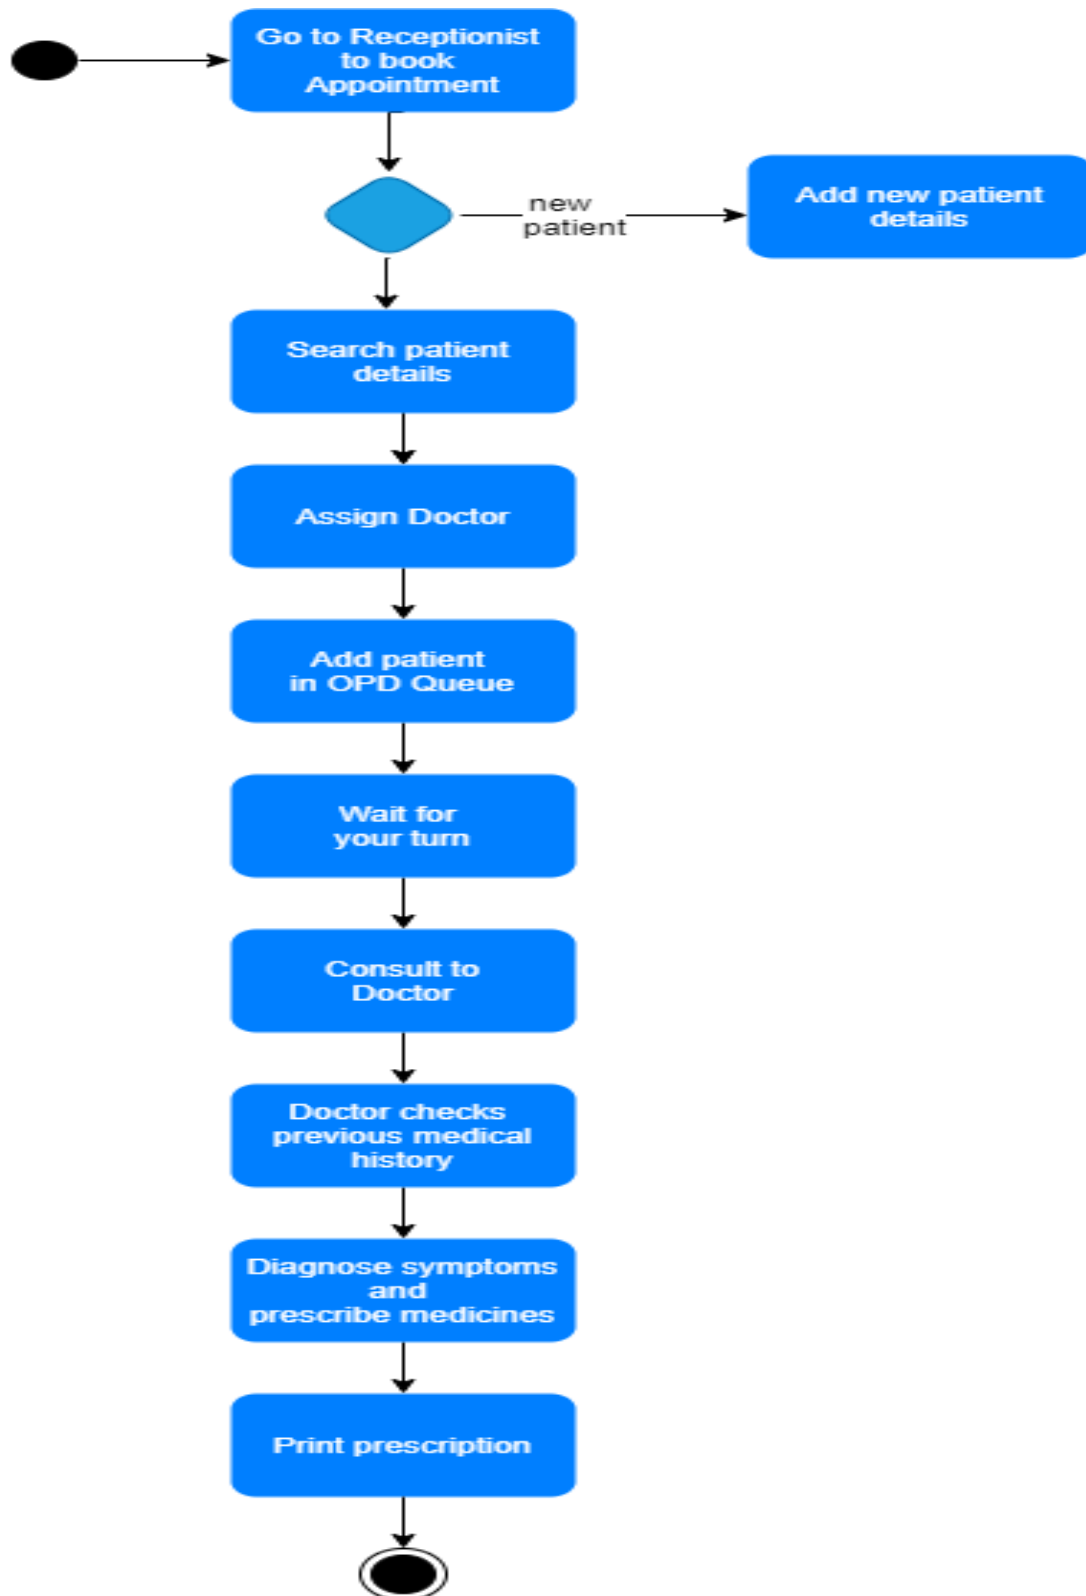 Go to Receptionist
to book
Appointment
new
patient
Add new patient
details
Search patient
details
Assign Doctor
Add patient
in OPD Queue
Wait for
your turn
Consult to
Doctor
Doctor checks
previous medical
history
Diagnose symptoms
and
prescribe medicines
Print prescription